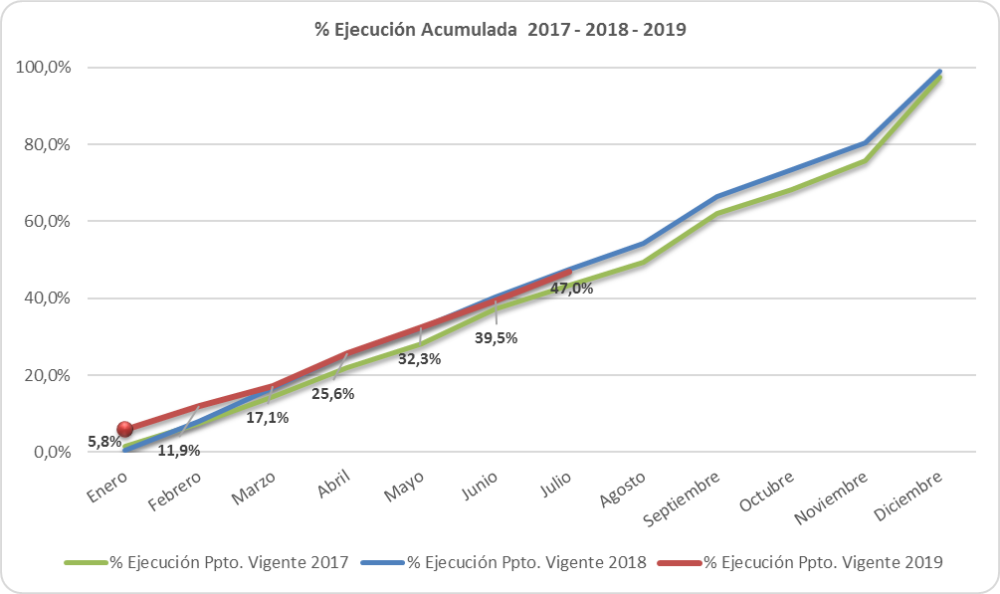 % Ejecución Acumulada 2017 - 2018 - 2019
100,0%
80,0%
60,0%
40,0%
20,0%
0,0%
5,8%
11,9%
17,1%
25,6%
32,3%
39,5%
47,0%
Enero
Febrero
Marzo
Abril
Mayo
Junio
Julio
Agosto
Septiembre
Octubre
Noviembre
Diciembre
% Ejecución Ppto. Vigente 2017
% Ejecución Ppto. Vigente 2018
% Ejecución Ppto. Vigente 2019